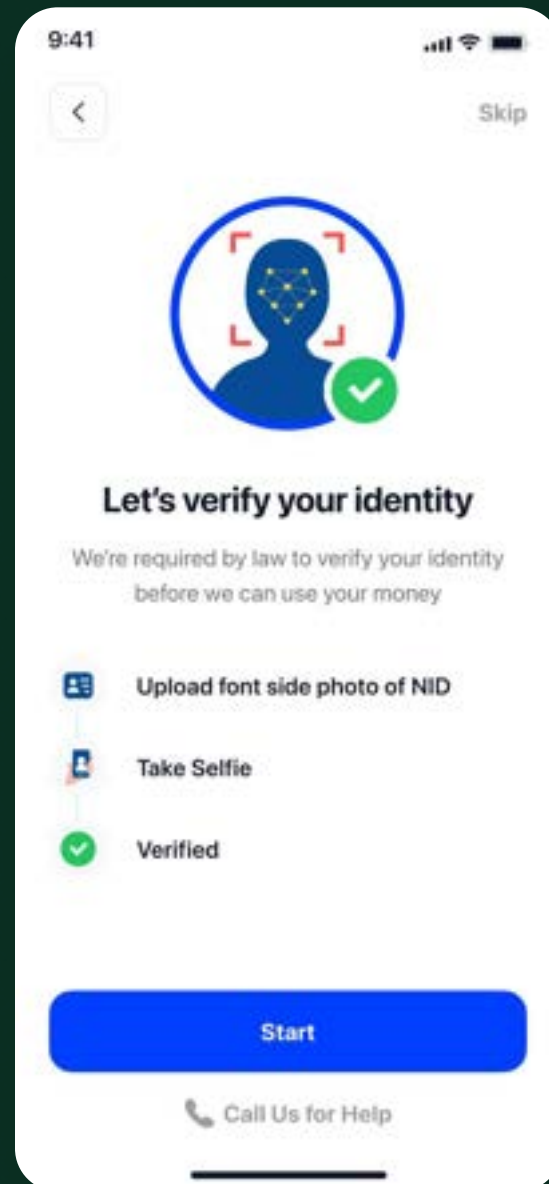 9:41
Skip
Let's verify your identity
We're required by law to verify your identity
before we can use your money
Upload font side photo of NID
Take Selfie
Verified
Start
Call Us for Help